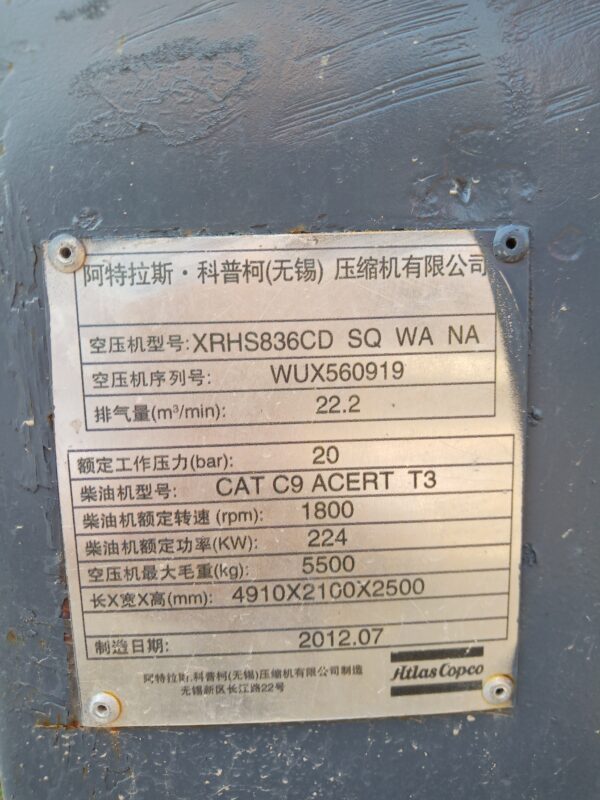 阿特拉斯·科普柯(无锡) 压缩机有限公司
空压机型号: XRHS836CD SQ WA NA
空压机序列号: WUX560919
排气量(m³/min): 22.2
额定工作压力(bar): 20
柴油机型号: CAT C9 ACERT T3
柴油机额定转速 (rpm): 1800
柴油机额定功率(KW): 224
空压机最大毛重(kg): 5500
长X宽X高(mm): 4910X2100X2500
制造日期: 2012.07
阿特拉斯.科普柯(无锡)压缩机有限公司制造
无锡新区长江路22号
Atlas Copco